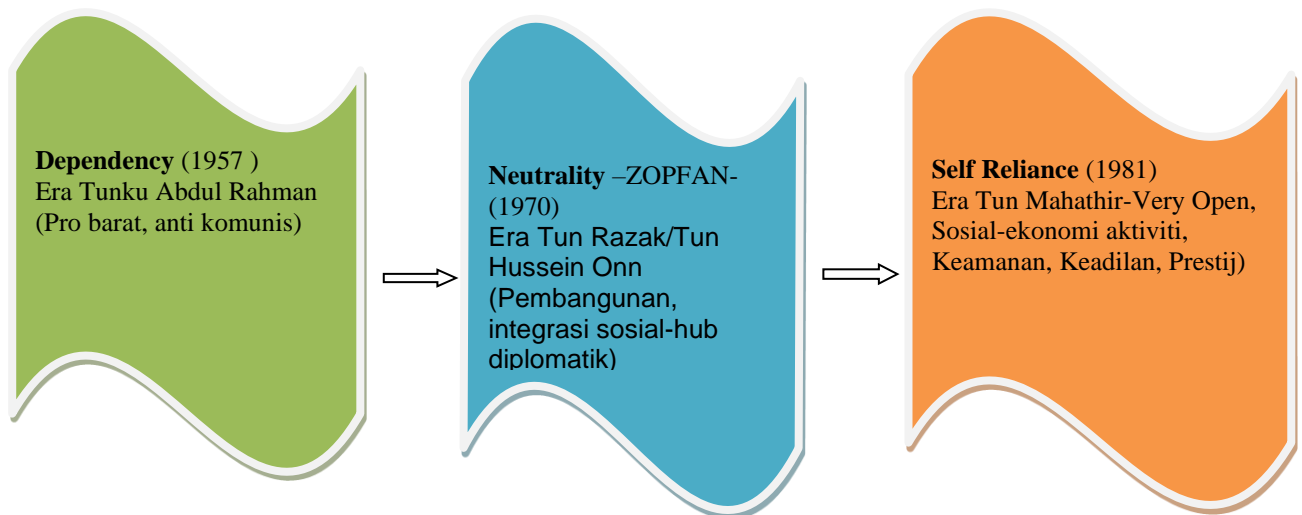 Dependency (1957 )
Era Tunku Abdul Rahman
(Pro barat, anti komunis)
Neutrality –ZOPFAN-
(1970)
Era Tun Razak/Tun
Hussein Onn
(Pembangunan,
integrasi sosial-hub
diplomatik)
Self Reliance (1981)
Era Tun Mahathir-Very Open,
Sosial-ekonomi aktiviti,
Keamanan, Keadilan, Prestij)